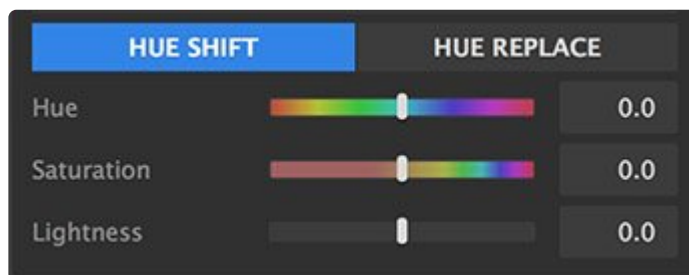 HUE SHIFT HUE REPLACE
Hue 0.0
Saturation 0.0
Lightness 0.0